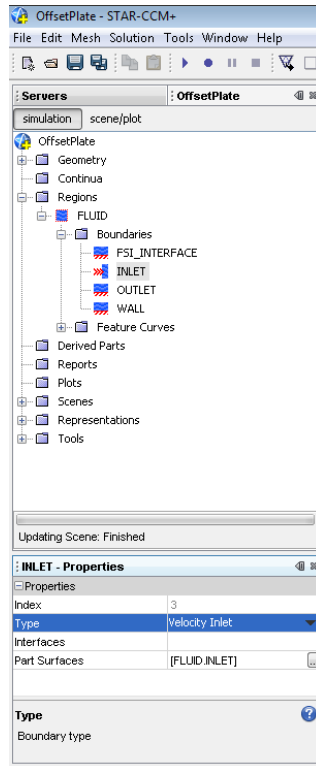 OffsetPlate - STAR-CCM+
File Edit Mesh Solution Tools Window Help
Servers OffsetPlate
simulation scene/plot
OffsetPlate
Geometry
Continua
Regions
FLUID
Boundaries
FSI_INTERFACE
INLET
OUTLET
WALL
Feature Curves
Derived Parts
Reports
Plots
Scenes
Representations
Tools
Updating Scene: Finished
INLET - Properties
Properties
Index 3
Type Velocity Inlet
Interfaces
Part Surfaces [FLUID.INLET] ...
Type
Boundary type